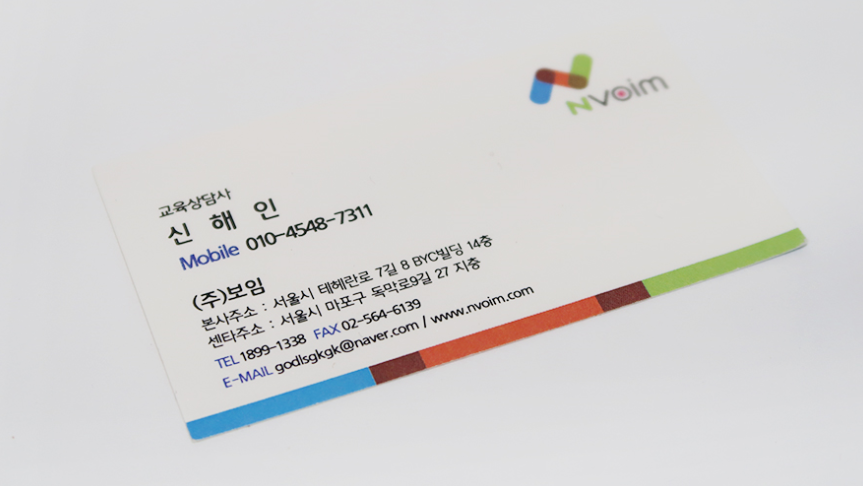 Nvoim
교육상담사
신 해 인
Mobile 010-4548-7311
(주)보임
본사주소 : 서울시 테헤란로 7길 8 BYC빌딩 14층
센타주소 : 서울시 마포구 독막로9길 27 지층
TEL 1899-1338 FAX 02-564-6139
E-MAIL godlsgkgk@naver.com / www.nvoim.com